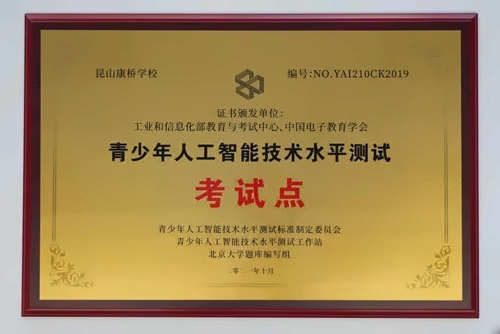 昆山康桥学校 编号:NO.YAI210CK2019
证书颁发单位:
工业和信息化部教育与考试中心、中国电子教育学会
青少年人工智能技术水平测试
考试点
青少年人工智能技术水平测试标准制定委员会
青少年人工智能技术水平测试工作站
北京大学题库编写组
二零二一年十月